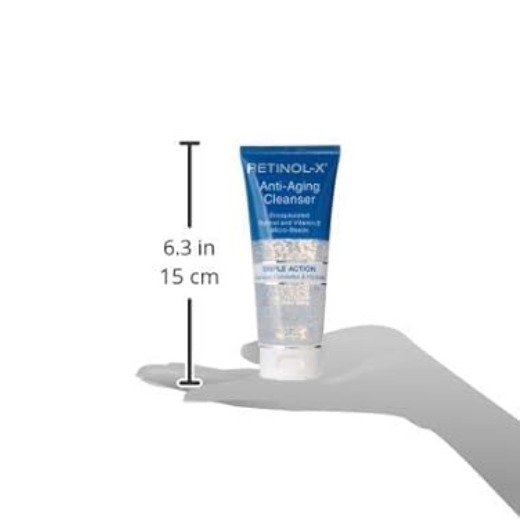 RETINOL-X®
Anti-Aging
Cleanser
Encapsulated
Retinol and Vitamin E
Micro-Beads
6.3 in
15 cm
TRIPLE ACTION